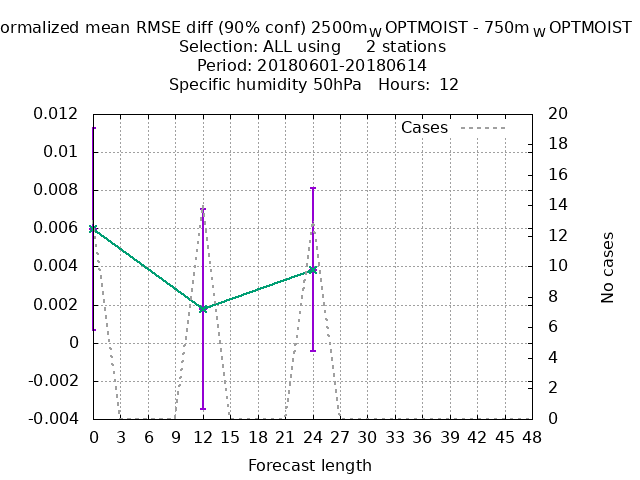 ormalized mean RMSE diff (90% conf) 2500mW OPTMOIST - 750m W OPTMOIST
Selection: ALL using 2 stations
Period: 20180601-20180614
Specific humidity 50hPa Hours: 12
0.012
0.01
0.008
0.006
0.004
0.002
0
-0.002
-0.004
20
18
16
14
12
10
8
6
4
2
0
Cases
No cases
0 3 6 9 12 15 18 21 24 27 30 33 36 39 42 45 48
Forecast length